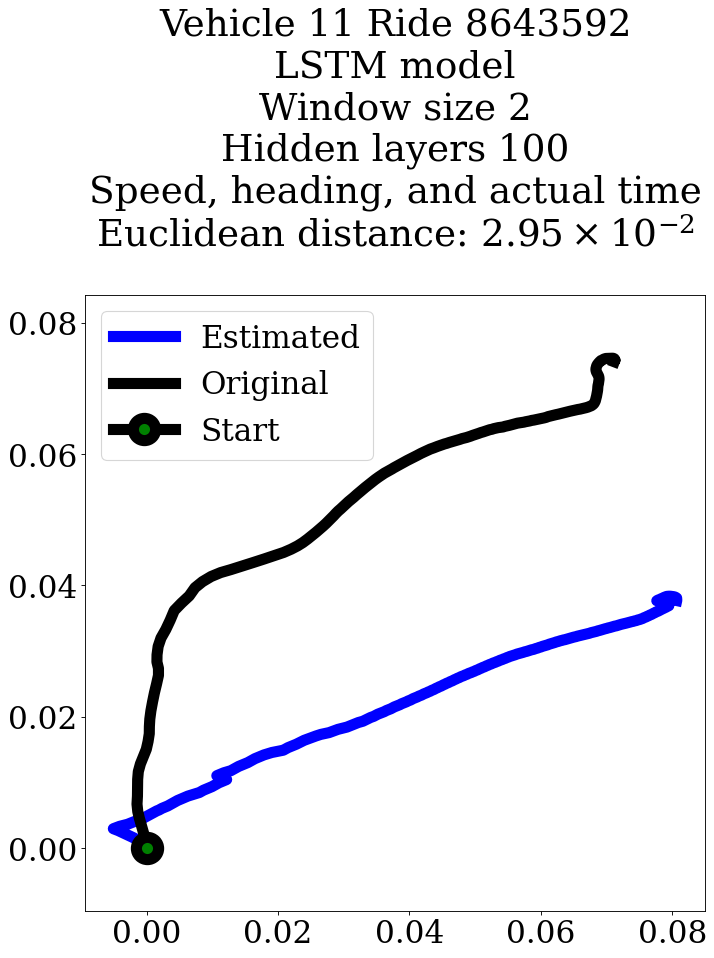 Vehicle 11 Ride 8643592
LSTM model
Window size 2
Hidden layers 100
Speed, heading, and actual time
Euclidean distance: 2.95 × 10⁻²
Estimated
Original
Start
0.08
0.06
0.04
0.02
0.00
0.00 0.02 0.04 0.06 0.08